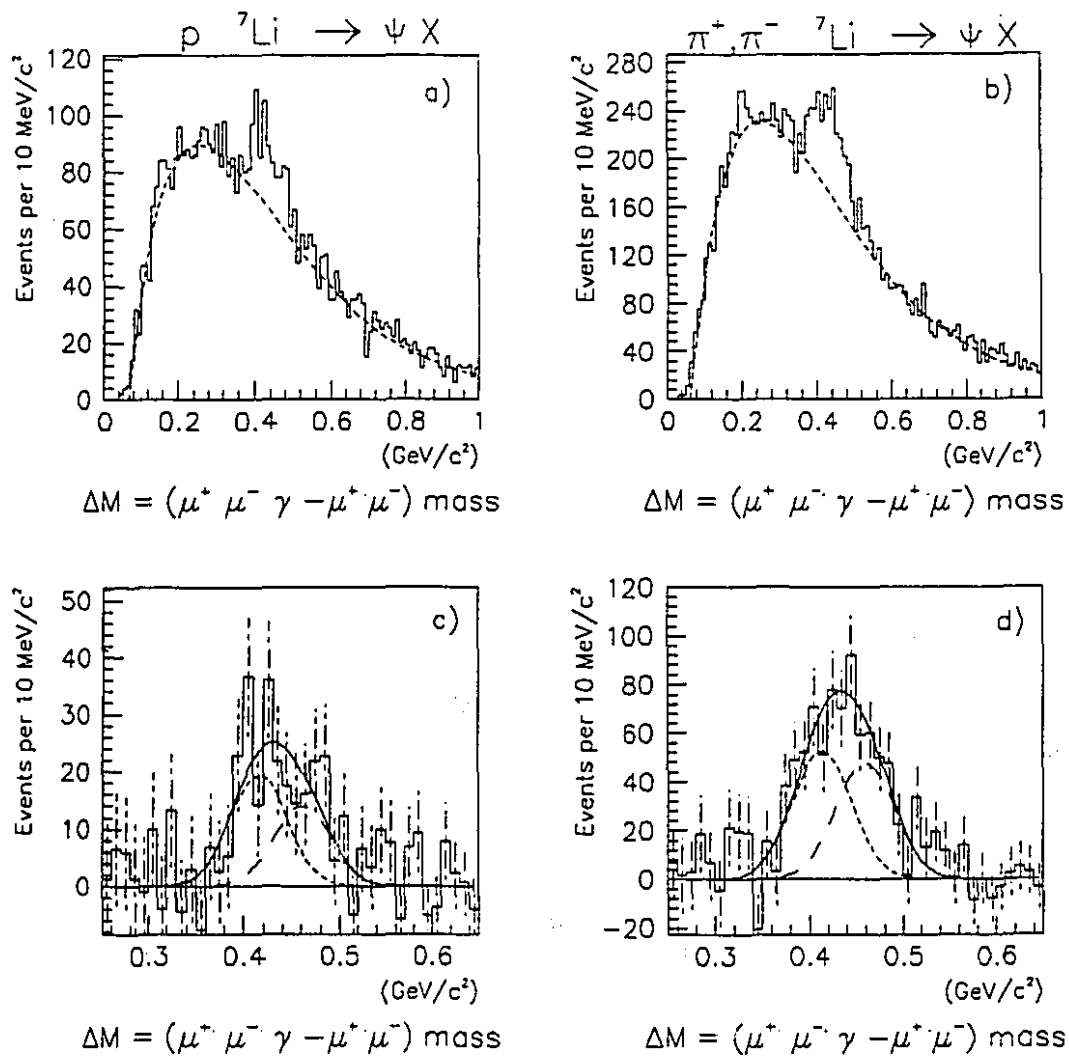 p ⁷Li → ψ X
a)
Events per 10 MeV/c²
120
100
80
60
40
20
0
0 0.2 0.4 0.6 0.8 1
(GeV/c²)
ΔM = (μ⁺ μ⁻ γ − μ⁺ μ⁻) mass
π⁺,π⁻ ⁷Li → ψ X
b)
Events per 10 MeV/c²
280
240
200
160
120
80
40
0
0 0.2 0.4 0.6 0.8 1
(GeV/c²)
ΔM = (μ⁺ μ⁻ γ − μ⁺ μ⁻) mass
c)
Events per 10 MeV/c²
50
40
30
20
10
0
0.3 0.4 0.5 0.6
(GeV/c²)
ΔM = (μ⁺ μ⁻ γ − μ⁺ μ⁻) mass
d)
Events per 10 MeV/c²
120
100
80
60
40
20
0
−20
0.3 0.4 0.5 0.6
(GeV/c²)
ΔM = (μ⁺ μ⁻ γ − μ⁺ μ⁻) mass